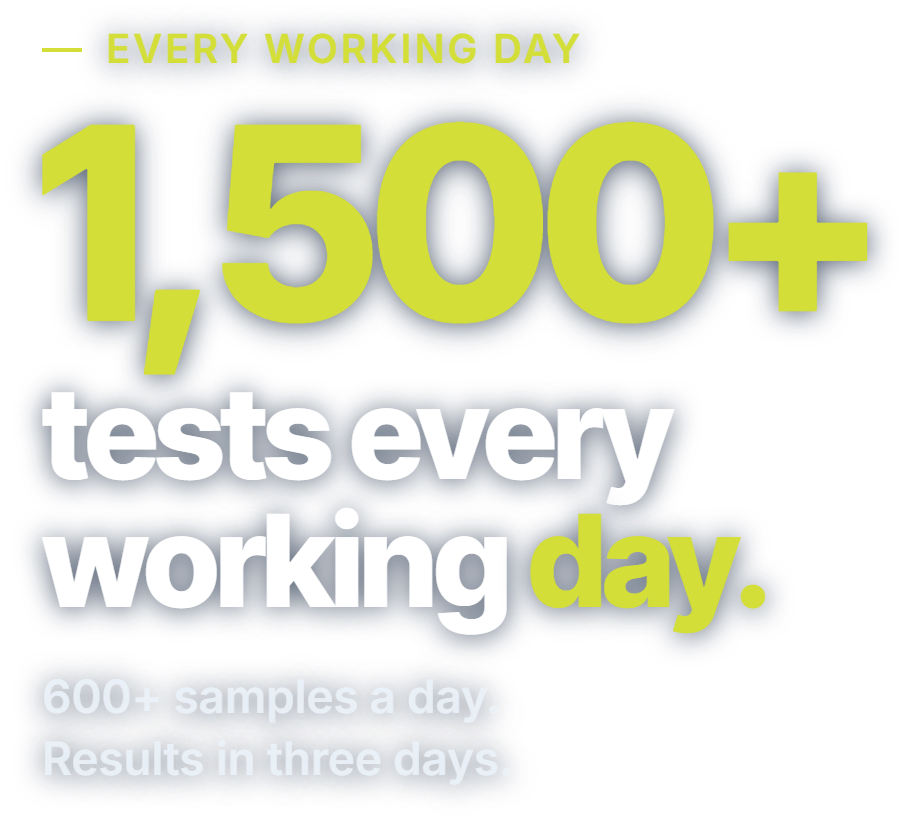 — EVERY WORKING DAY
1,500+
tests every
working day.
600+ samples a day.
Results in three days.